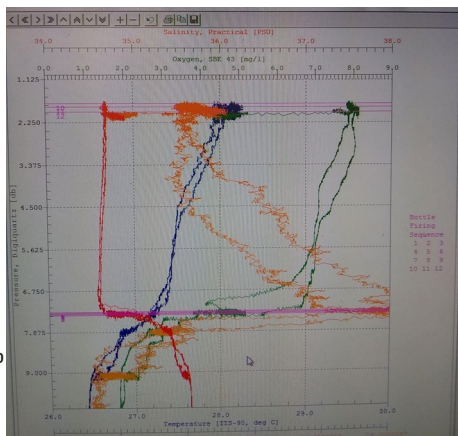 Salinity, Practical [PSU]
34.0 35.0 36.0 37.0 38.0
Oxygen, SBE 43 [mg/l]
0.0 1.0 2.0 3.0 4.0 5.0 6.0 7.0 8.0 9.0
1.125
2.250
3.375
4.500
5.625
6.750
7.875
9.000
Pressure, Digiquartz [db]
10
12
Bottle
Firing
Sequence
1 2 3
4 5 6
7 8 9
10 11 12
26.0 27.0 28.0 29.0 30.0
Temperature [ITS-90, deg C]